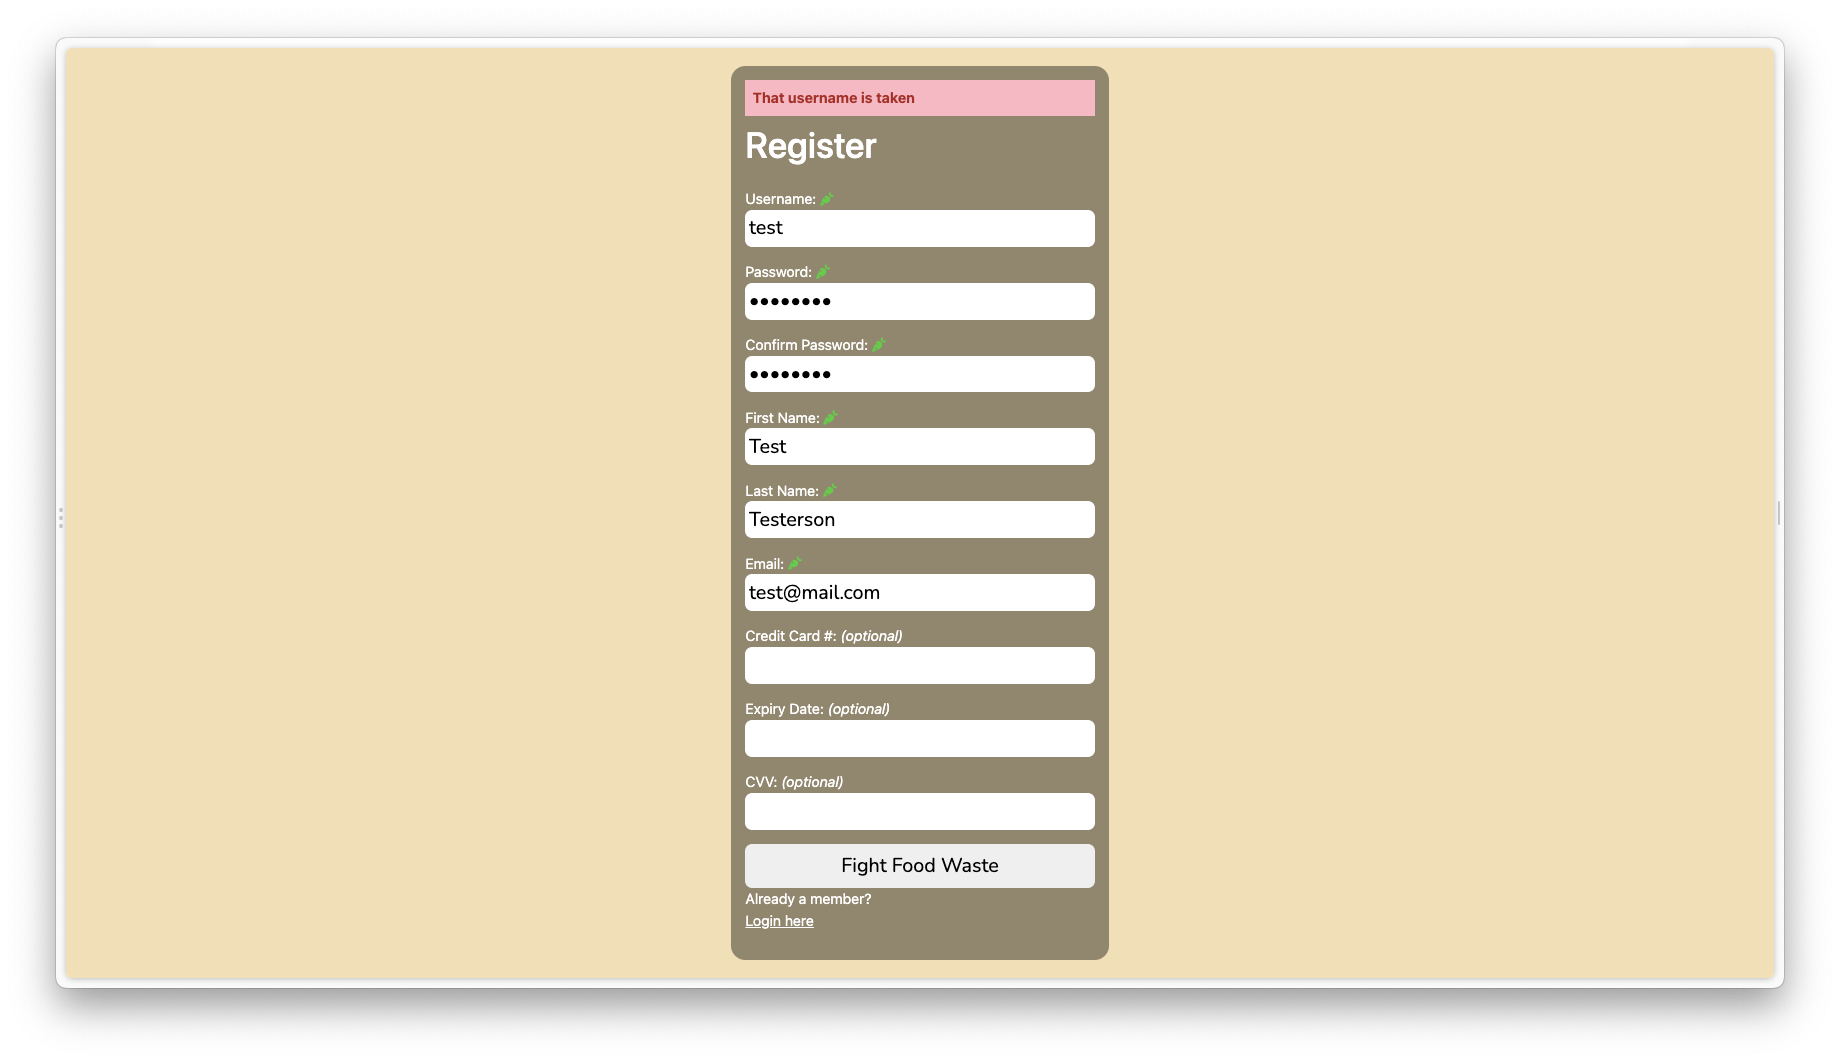 That username is taken
Register
Username:
test
Password:
••••••••
Confirm Password:
••••••••
First Name:
Test
Last Name:
Testerson
Email:
test@mail.com
Credit Card #: (optional)
Expiry Date: (optional)
CVV: (optional)
Fight Food Waste
Already a member?
Login here